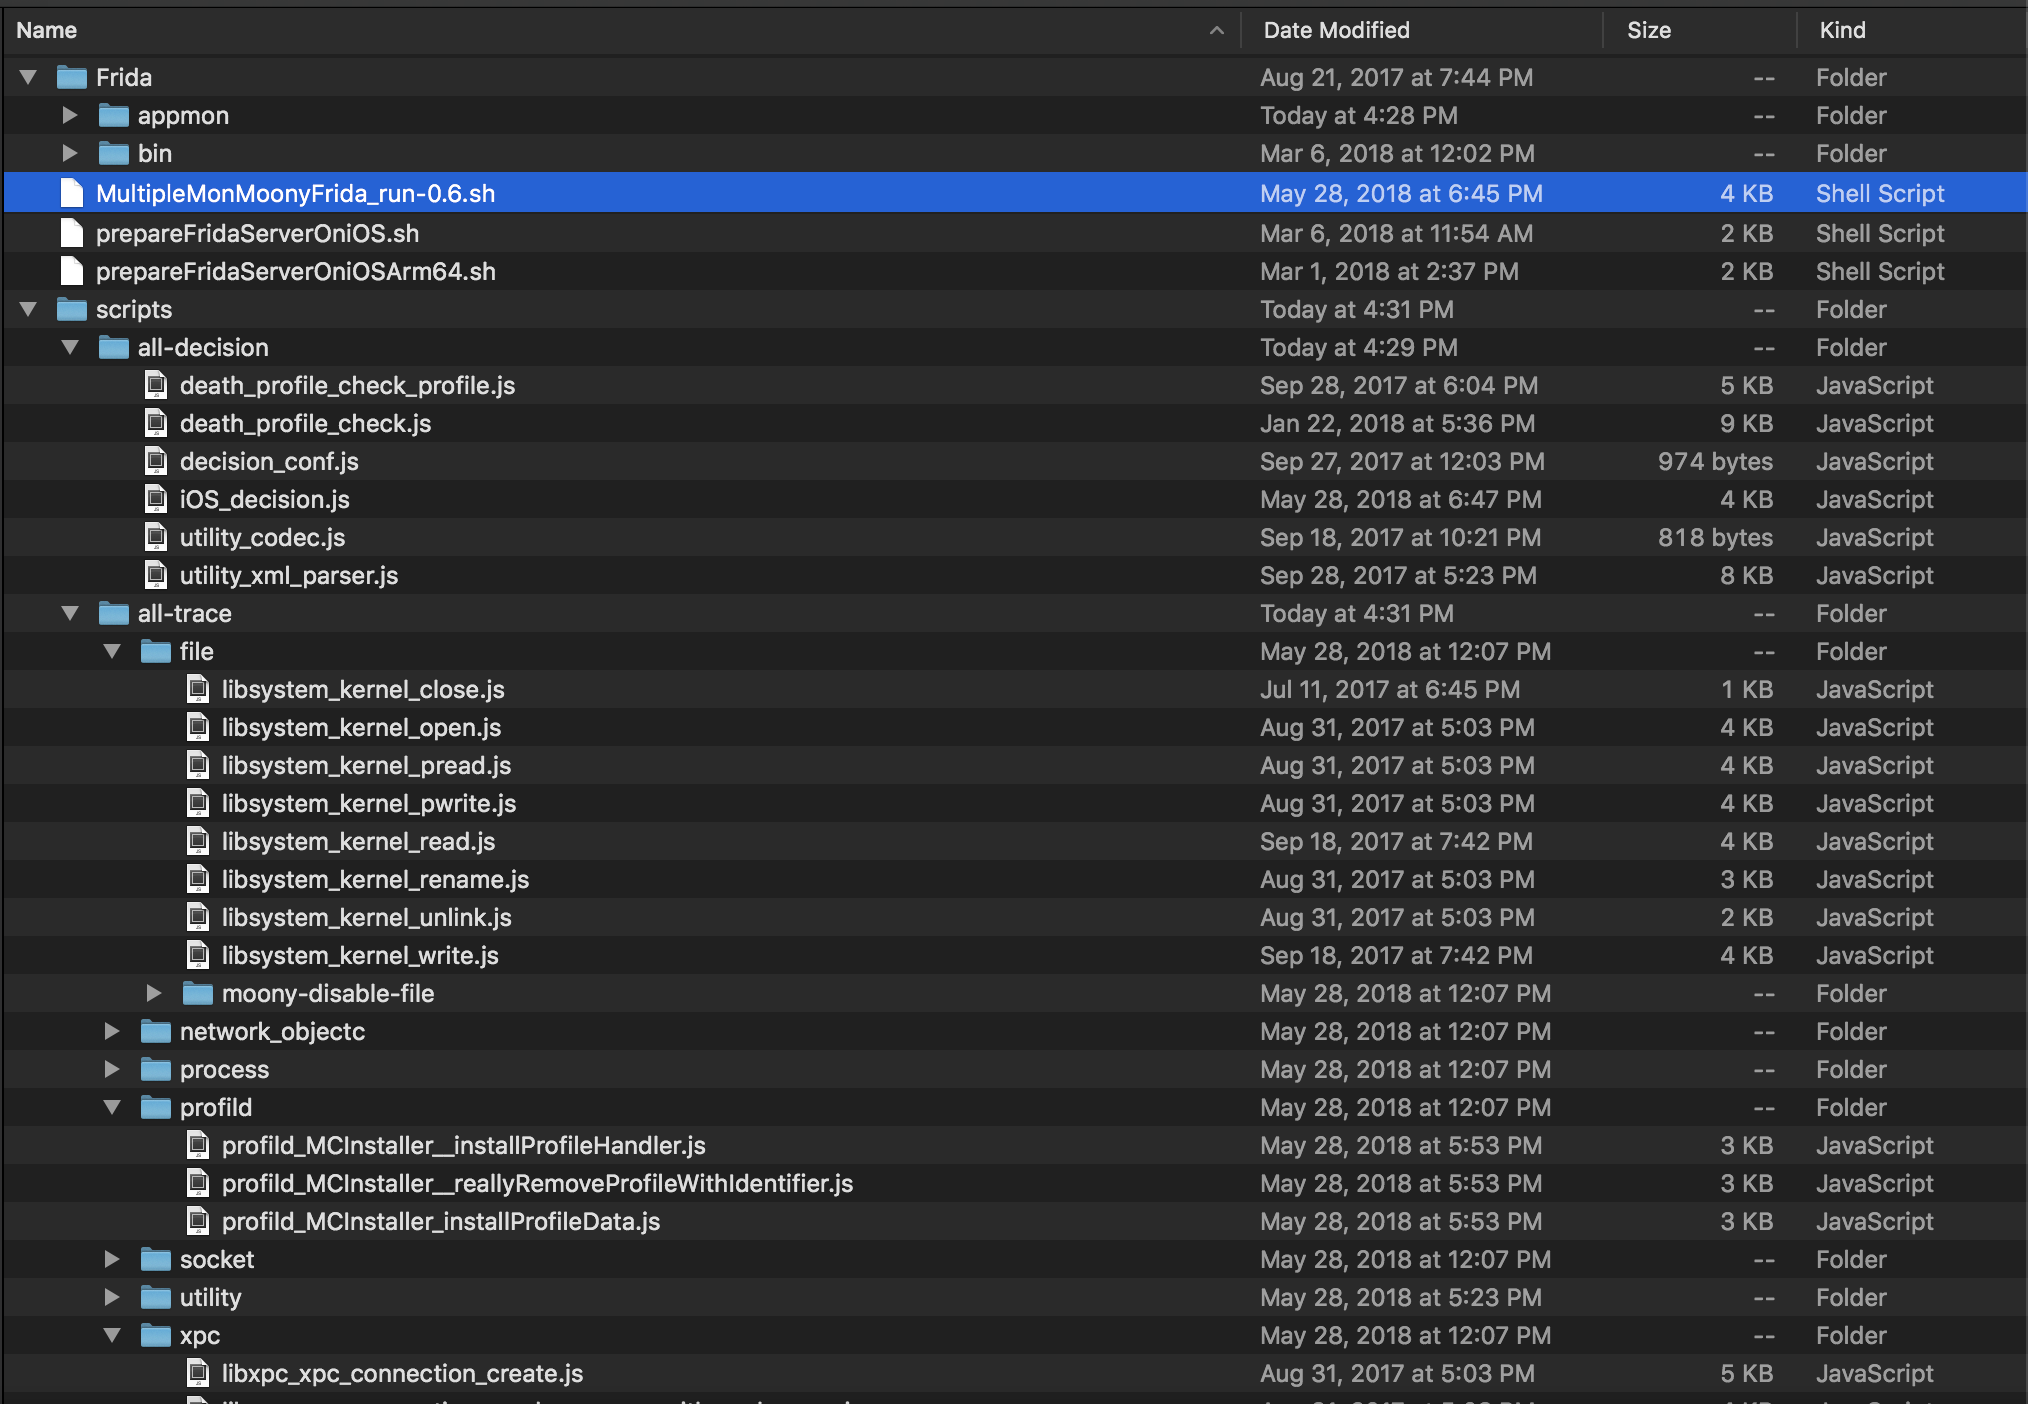 Name Date Modified Size Kind
Frida Aug 21, 2017 at 7:44 PM -- Folder
appmon Today at 4:28 PM -- Folder
bin Mar 6, 2018 at 12:02 PM -- Folder
MultipleMonMoonyFrida_run-0.6.sh May 28, 2018 at 6:45 PM 4 KB Shell Script
prepareFridaServerOniOS.sh Mar 6, 2018 at 11:54 AM 2 KB Shell Script
prepareFridaServerOniOSArm64.sh Mar 1, 2018 at 2:37 PM 2 KB Shell Script
scripts Today at 4:31 PM -- Folder
all-decision Today at 4:29 PM -- Folder
death_profile_check_profile.js Sep 28, 2017 at 6:04 PM 5 KB JavaScript
death_profile_check.js Jan 22, 2018 at 5:36 PM 9 KB JavaScript
decision_conf.js Sep 27, 2017 at 12:03 PM 974 bytes JavaScript
iOS_decision.js May 28, 2018 at 6:47 PM 4 KB JavaScript
utility_codec.js Sep 18, 2017 at 10:21 PM 818 bytes JavaScript
utility_xml_parser.js Sep 28, 2017 at 5:23 PM 8 KB JavaScript
all-trace Today at 4:31 PM -- Folder
file May 28, 2018 at 12:07 PM -- Folder
libsystem_kernel_close.js Jul 11, 2017 at 6:45 PM 1 KB JavaScript
libsystem_kernel_open.js Aug 31, 2017 at 5:03 PM 4 KB JavaScript
libsystem_kernel_pread.js Aug 31, 2017 at 5:03 PM 4 KB JavaScript
libsystem_kernel_pwrite.js Aug 31, 2017 at 5:03 PM 4 KB JavaScript
libsystem_kernel_read.js Sep 18, 2017 at 7:42 PM 4 KB JavaScript
libsystem_kernel_rename.js Aug 31, 2017 at 5:03 PM 3 KB JavaScript
libsystem_kernel_unlink.js Aug 31, 2017 at 5:03 PM 2 KB JavaScript
libsystem_kernel_write.js Sep 18, 2017 at 7:42 PM 4 KB JavaScript
moony-disable-file May 28, 2018 at 12:07 PM -- Folder
network_objectc May 28, 2018 at 12:07 PM -- Folder
process May 28, 2018 at 12:07 PM -- Folder
profild May 28, 2018 at 12:07 PM -- Folder
profild_MCInstaller__installProfileHandler.js May 28, 2018 at 5:53 PM 3 KB JavaScript
profild_MCInstaller__reallyRemoveProfileWithIdentifier.js May 28, 2018 at 5:53 PM 3 KB JavaScript
profild_MCInstaller_installProfileData.js May 28, 2018 at 5:53 PM 3 KB JavaScript
socket May 28, 2018 at 12:07 PM -- Folder
utility May 28, 2018 at 5:23 PM -- Folder
xpc May 28, 2018 at 12:07 PM -- Folder
libxpc_xpc_connection_create.js Aug 31, 2017 at 5:03 PM 5 KB JavaScript